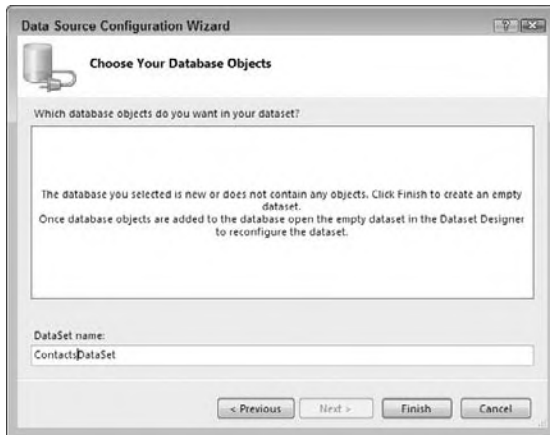 Data Source Configuration Wizard
Choose Your Database Objects
Which database objects do you want in your dataset?
The database you selected is new or does not contain any objects. Click Finish to create an empty
dataset.
Once database objects are added to the database open the empty dataset in the Dataset Designer
to reconfigure the dataset.
DataSet name:
ContactsDataSet
< Previous Next > Finish Cancel